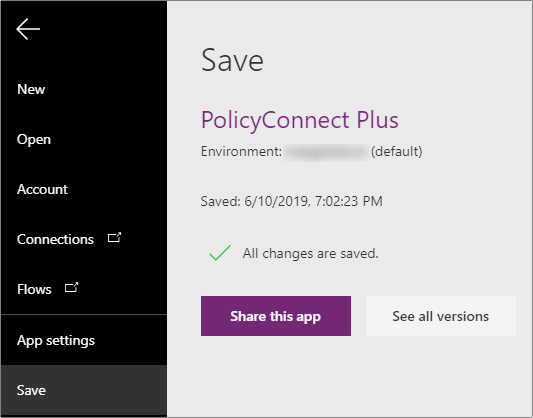 New
Open
Account
Connections
Flows
App settings
Save
Save
PolicyConnect Plus
Environment: (default)
Saved: 6/10/2019, 7:02:23 PM
All changes are saved.
Share this app
See all versions